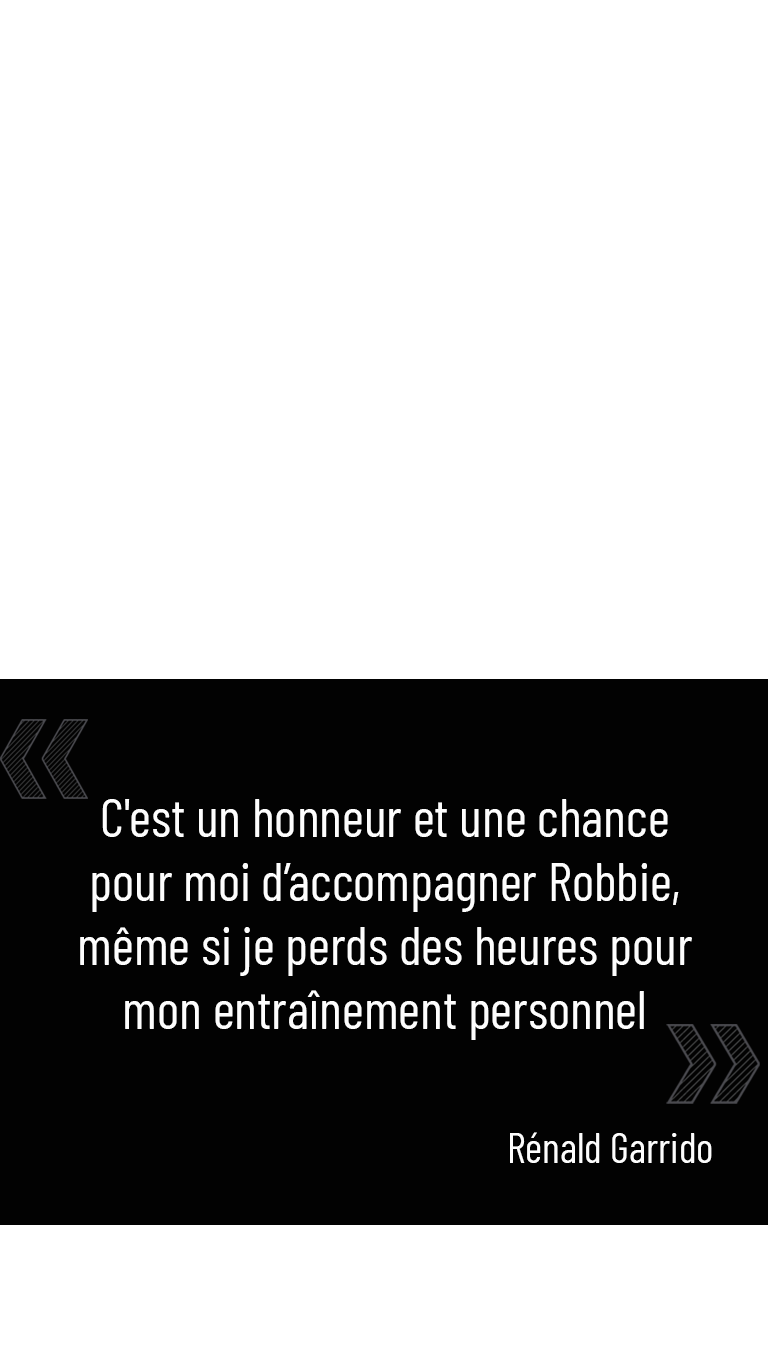 C'est un honneur et une chance
pour moi d’accompagner Robbie,
même si je perds des heures pour
mon entraînement personnel
Rénald Garrido